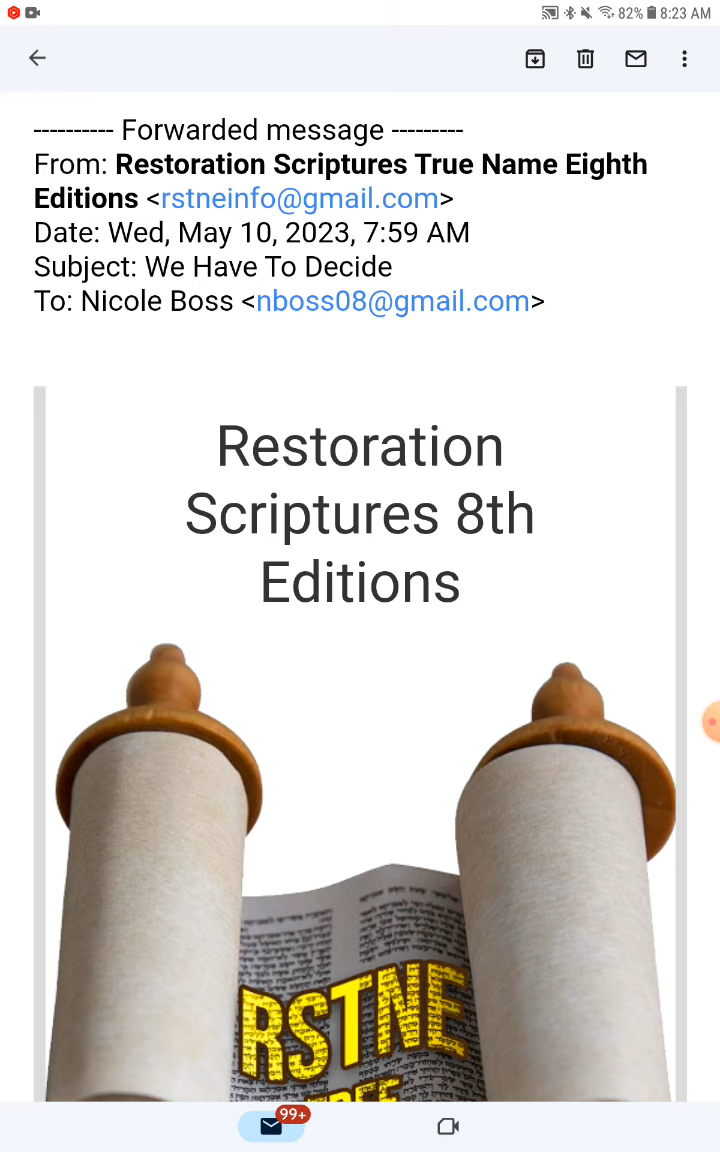 82% 8:23 AM
---------- Forwarded message ---------
From: Restoration Scriptures True Name Eighth
Editions <rstneinfo@gmail.com>
Date: Wed, May 10, 2023, 7:59 AM
Subject: We Have To Decide
To: Nicole Boss <nboss08@gmail.com>
Restoration
Scriptures 8th
Editions
RSTNE
99+